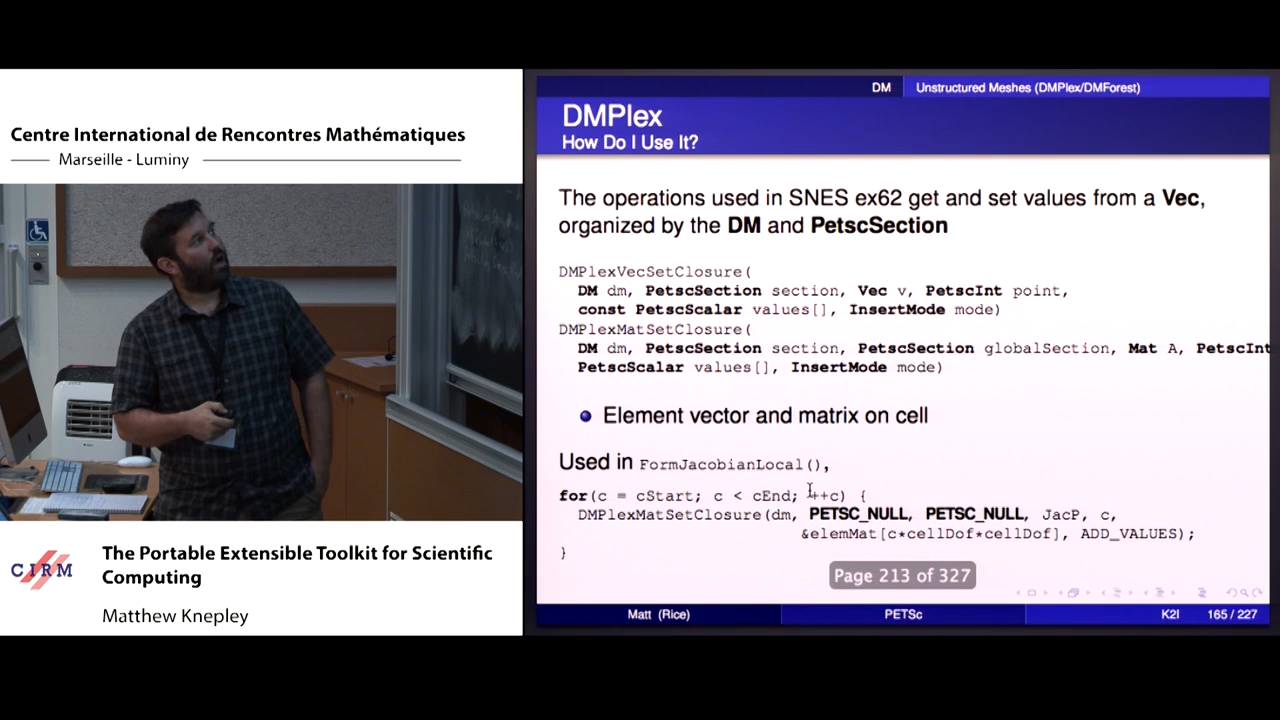 Centre International de Rencontres Mathématiques
Marseille - Luminy
CIRM
The Portable Extensible Toolkit for Scientific
Computing
Matthew Knepley
DM
Unstructured Meshes (DMPlex/DMForest)
DMPlex
How Do I Use It?
The operations used in SNES ex62 get and set values from a Vec,
organized by the DM and PetscSection
DMPlexVecSetClosure(
DM dm, PetscSection section, Vec v, PetscInt point,
const PetscScalar values[], InsertMode mode)
DMPlexMatSetClosure(
DM dm, PetscSection section, PetscSection globalSection, Mat A, PetscInt
PetscScalar values[], InsertMode mode)
Element vector and matrix on cell
Used in FormJacobianLocal(),
for(c = cStart; c < cEnd; ++c) {
DMPlexMatSetClosure(dm, PETSC_NULL, PETSC_NULL, JacP, c,
&elemMat[c*cellDof*cellDof], ADD_VALUES);
}
Page 213 of 327
Matt (Rice)
PETSc
K2I
165 / 227